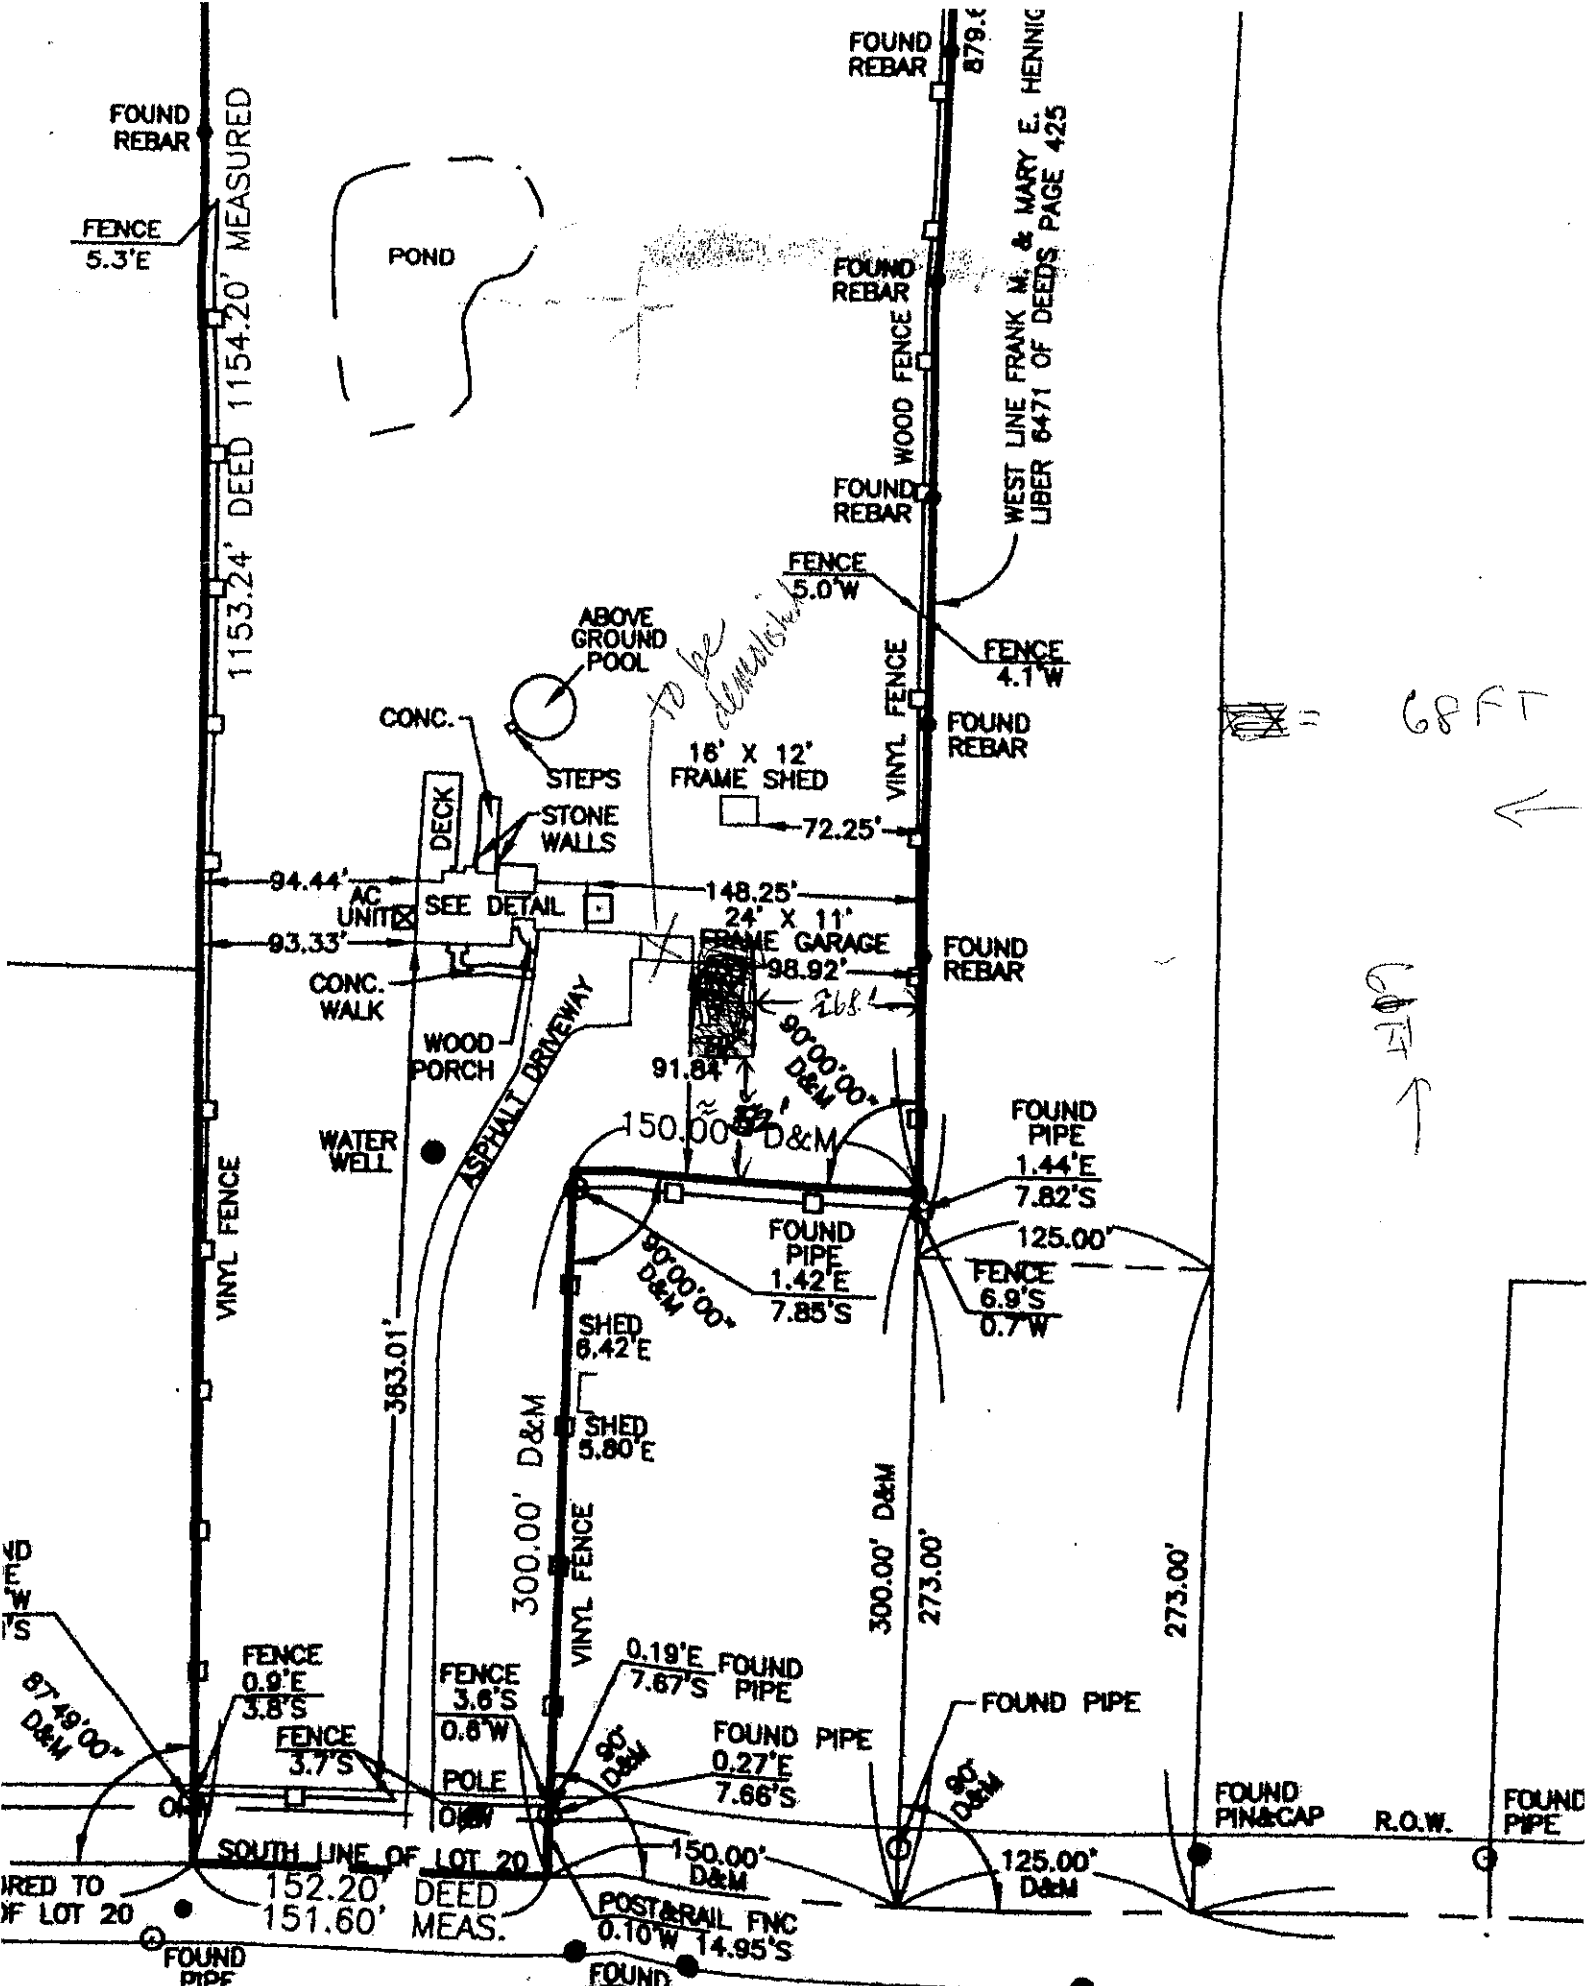 FOUND
REBAR
879.6
FOUND
REBAR
FENCE
5.3'E
1153.24' DEED 1154.20' MEASURED
POND
FOUND
REBAR
WOOD FENCE
WEST LINE FRANK M. & MARY E. HENNIG
LIBER 6471 OF DEEDS PAGE 425
FOUND
REBAR
FENCE
5.0'W
ABOVE
GROUND
POOL
to be
demolished
FENCE
4.1'W
VINYL FENCE
FOUND
REBAR
= 68FT
CONC.
STEPS
16' X 12'
FRAME SHED
DECK
STONE
WALLS
72.25'
94.44'
AC
UNIT
SEE DETAIL
148.25'
24' X 11'
FRAME GARAGE
93.33'
98.92'
FOUND
REBAR
CONC.
WALK
≈68'
WOOD
PORCH
ASPHALT DRIVEWAY
91.84'
90°00'00"
D&M
150.00' D&M
WATER
WELL
FOUND
PIPE
1.44'E
7.82'S
VINYL FENCE
125.00'
FOUND
PIPE
1.42'E
7.85'S
90°00'00"
D&M
FENCE
6.9'S
0.7'W
363.01'
SHED
6.42'E
SHED
5.80'E
300.00' D&M
VINYL FENCE
300.00' D&M
273.00'
273.00'
ND
E
'W
1'S
87°49'00"
D&M
FENCE
0.9'E
3.8'S
FENCE
3.7'S
FENCE
3.6'S
0.6'W
0.19'E
7.67'S
FOUND
PIPE
90°
D&M
FOUND PIPE
0.27'E
7.66'S
FOUND PIPE
90°
D&M
POLE
FOUND
PIN&CAP
R.O.W.
FOUND
PIPE
SOUTH LINE OF LOT 20
152.20' DEED
151.60' MEAS.
150.00'
D&M
125.00'
D&M
RED TO
OF LOT 20
POST&RAIL FNC
0.10'W 14.95'S
FOUND
PIPE
FOUND